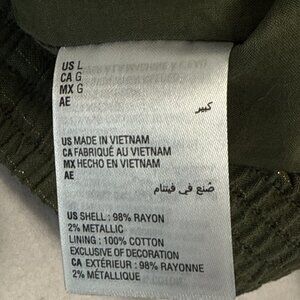 US L
CA G
MX G
AE كبير
US MADE IN VIETNAM
CA FABRIQUÉ AU VIETNAM
MX HECHO EN VIETNAM
AE صُنع في فيتنام
US SHELL : 98% RAYON
2% METALLIC
LINING : 100% COTTON
EXCLUSIVE OF DECORATION
CA EXTÉRIEUR : 98% RAYONNE
2% MÉTALLIQUE